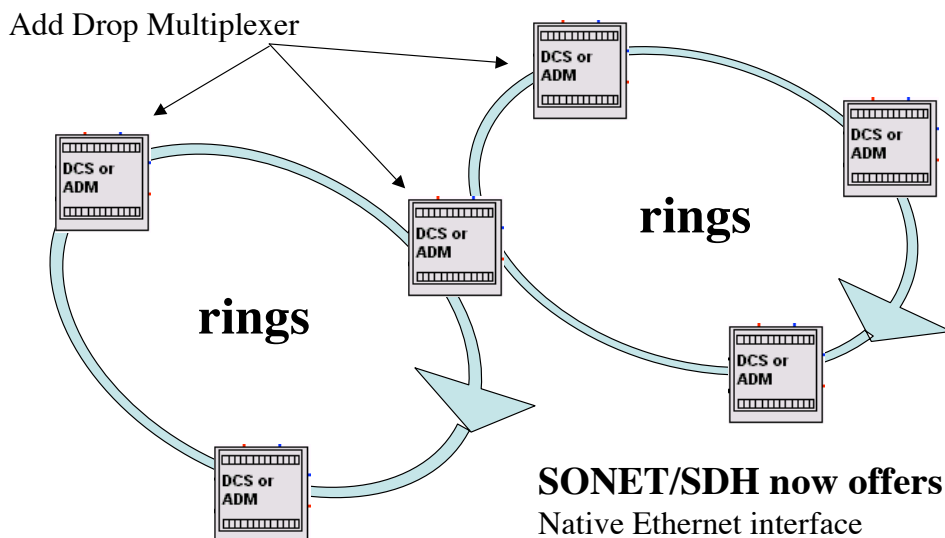 Add Drop Multiplexer
DCS or
ADM
DCS or
ADM
DCS or
ADM
DCS or
ADM
rings
rings
DCS or
ADM
DCS or
ADM
SONET/SDH now offers
Native Ethernet interface